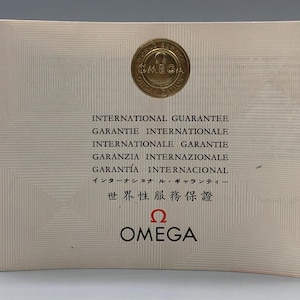 OMEGA
INTERNATIONAL GUARANTEE
GARANTIE INTERNATIONALE
INTERNATIONALE GARANTIE
GARANZIA INTERNAZIONALE
GARANTÍA INTERNACIONAL
インターナショナル・ギャランティー
世界性服務保證
Ω
OMEGA